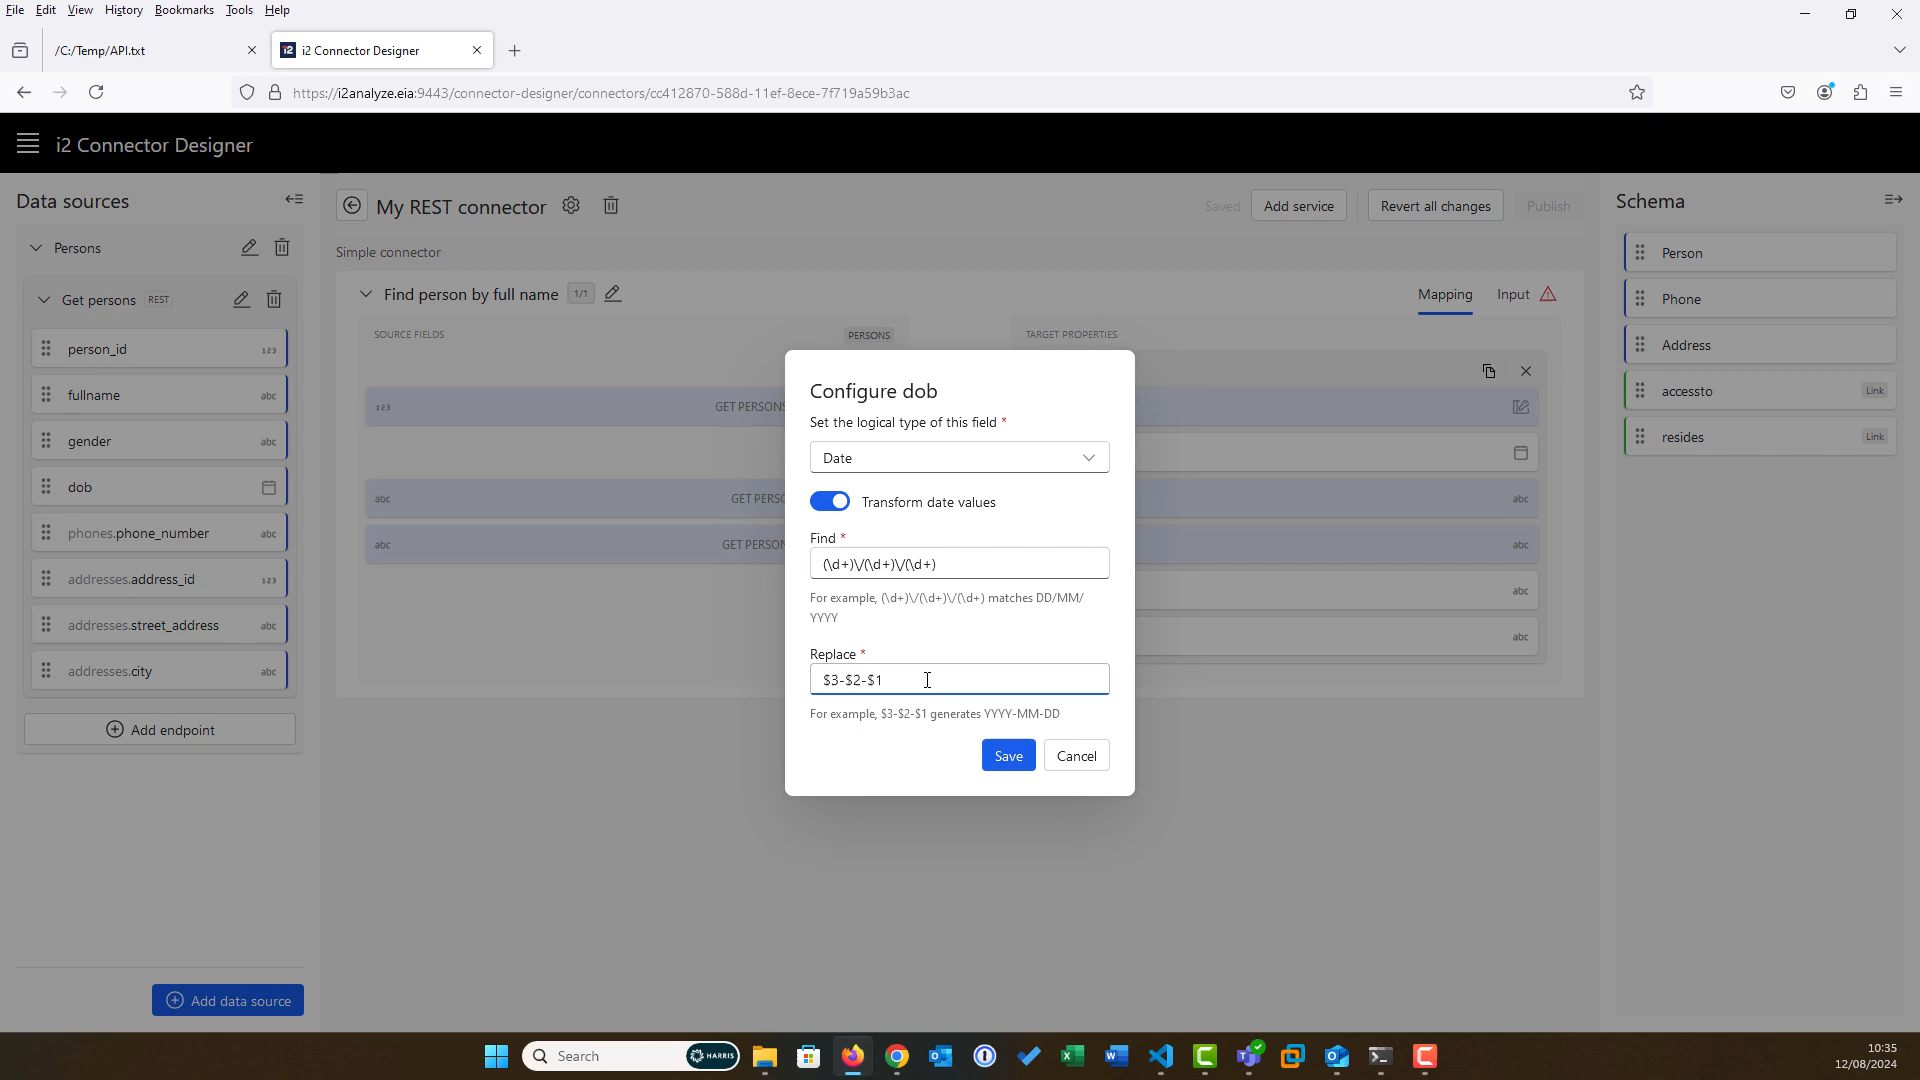 File Edit View History Bookmarks Tools Help
/C:/Temp/API.txt
i2 i2 Connector Designer
https://i2analyze.eia:9443/connector-designer/connectors/cc412870-588d-11ef-8ece-7f719a59b3ac
i2 Connector Designer
Data sources
My REST connector
Saved
Add service
Revert all changes
Publish
Schema
Persons
Simple connector
Person
Get persons REST
Find person by full name 1/1
Mapping
Input
Phone
person_id 123
SOURCE FIELDS
PERSONS
TARGET PROPERTIES
Address
fullname abc
123 GET PERSONS
accessto Link
gender abc
resides Link
dob
abc GET PERSO
abc
phones.phone_number abc
abc GET PERSON
abc
addresses.address_id 123
abc
addresses.street_address abc
abc
addresses.city abc
Add endpoint
Add data source
Configure dob
Set the logical type of this field *
Date
Transform date values
Find *
(\d+)\/(\d+)\/(\d+)
For example, (\d+)\/(\d+)\/(\d+) matches DD/MM/
YYYY
Replace *
$3-$2-$1
For example, $3-$2-$1 generates YYYY-MM-DD
Save
Cancel
Search
HARRIS
10:35
12/08/2024